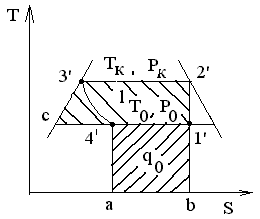 T
3' Tк, Pк 2'
l
T₀, P₀
c 4' 1'
q₀
a b S